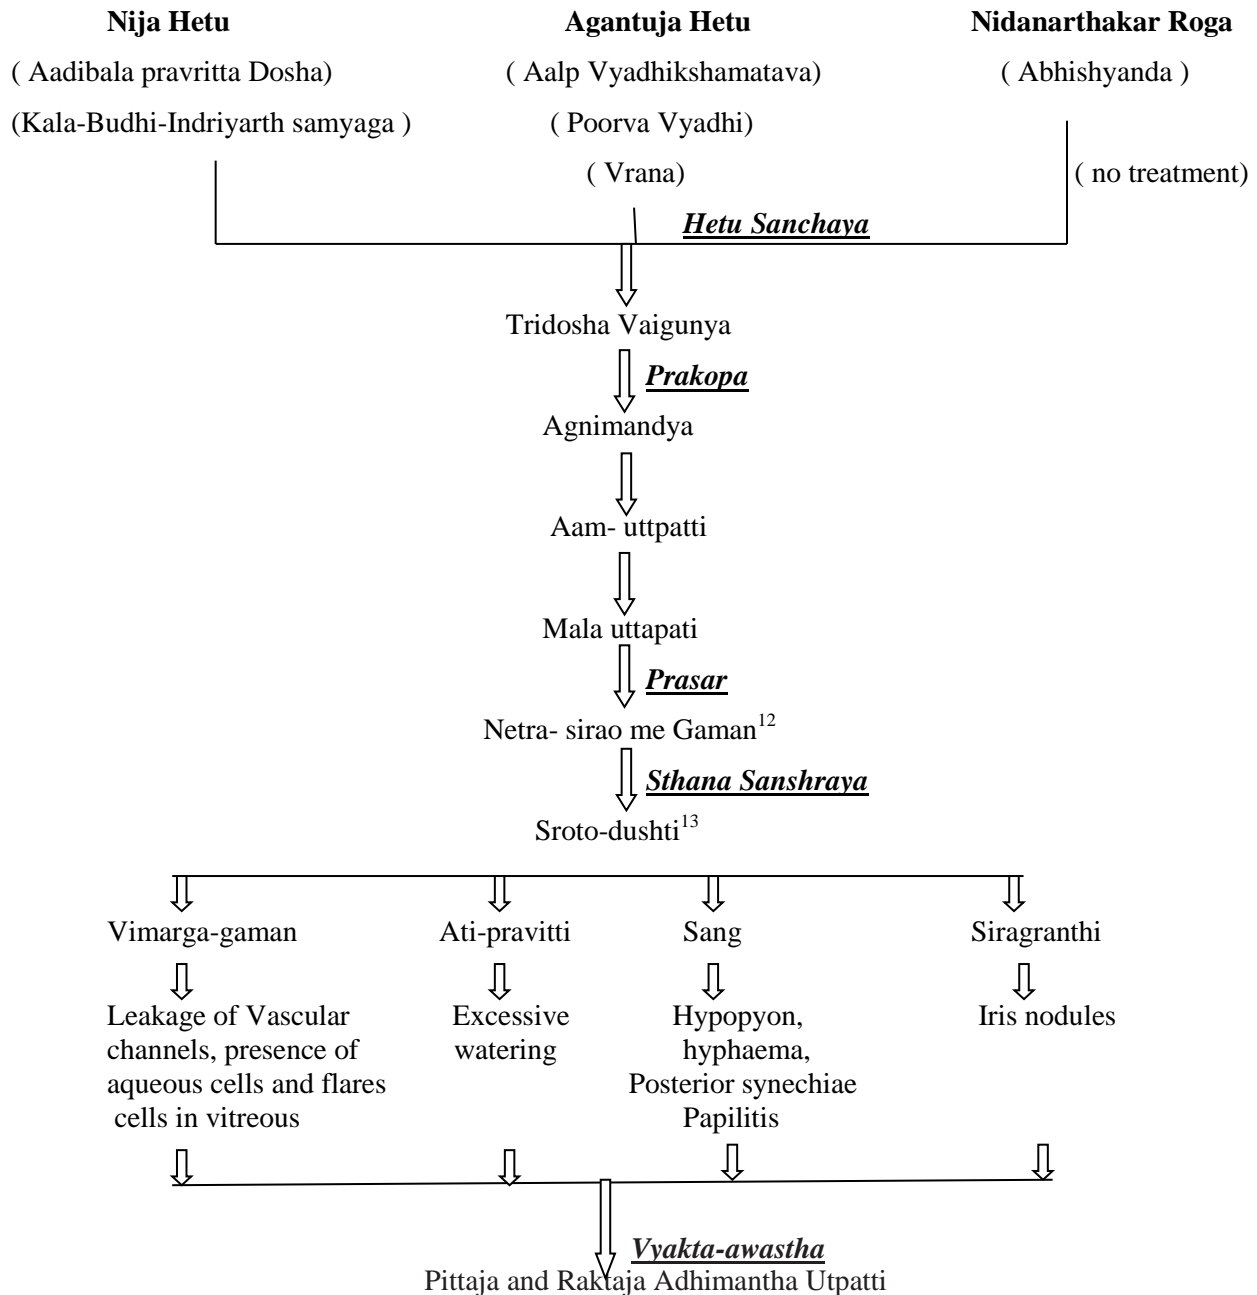 Nija Hetu Agantuja Hetu Nidanarthakar Roga
( Aadibala pravritta Dosha) ( Aalp Vyadhikshamatava) ( Abhishyanda )
(Kala-Budhi-Indriyarth samyaga ) ( Poorva Vyadhi)
( Vrana) ( no treatment)
Hetu Sanchaya
Tridosha Vaigunya
Prakopa
Agnimandya
Aam- uttpatti
Mala uttapati
Prasar
Netra- sirao me Gaman12
Sthana Sanshraya
Sroto-dushti13
Vimarga-gaman Ati-pravitti Sang Siragranthi
Leakage of Vascular Excessive Hypopyon, Iris nodules
channels, presence of watering hyphaema,
aqueous cells and flares Posterior synechiae
cells in vitreous Papilitis
Vyakta-awastha
Pittaja and Raktaja Adhimantha Utpatti